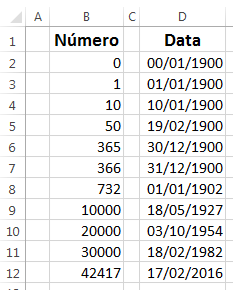 A B C D
1 Número Data
2 0 00/01/1900
3 1 01/01/1900
4 10 10/01/1900
5 50 19/02/1900
6 365 30/12/1900
7 366 31/12/1900
8 732 01/01/1902
9 10000 18/05/1927
10 20000 03/10/1954
11 30000 18/02/1982
12 42417 17/02/2016